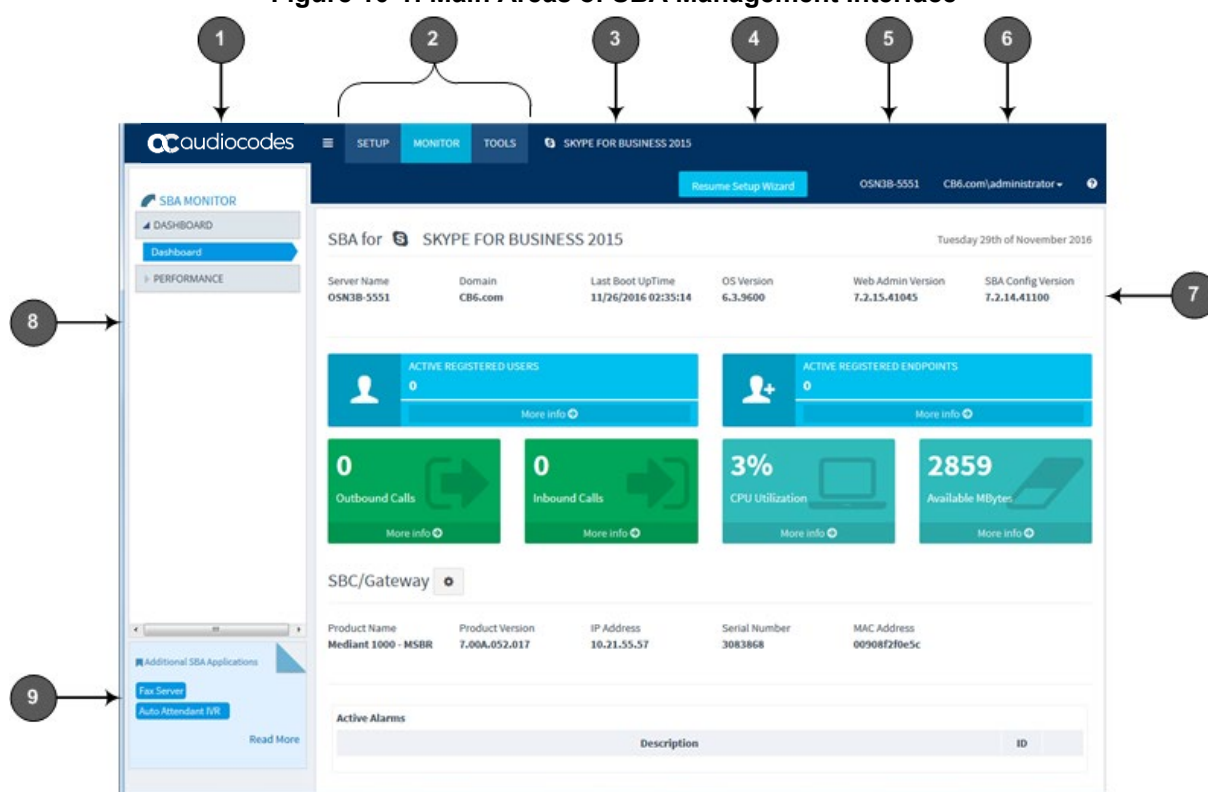 Figure 10-1: Main Areas of SBA Management Interface
1 2 3 4 5 6
audiocodes
SETUP MONITOR TOOLS SKYPE FOR BUSINESS 2015
Resume Setup Wizard OSN3B-5551 CB6.com\administrator
SBA MONITOR
DASHBOARD
Dashboard
PERFORMANCE
SBA for SKYPE FOR BUSINESS 2015 Tuesday 29th of November 2016
Server Name Domain Last Boot UpTime OS Version Web Admin Version SBA Config Version
OSN3B-5551 CB6.com 11/26/2016 02:35:14 6.3.9600 7.2.15.41045 7.2.14.41100
7
8
ACTIVE REGISTERED USERS
0
More info
ACTIVE REGISTERED ENDPOINTS
0
More info
0
Outbound Calls
More info
0
Inbound Calls
More info
3%
CPU Utilization
More info
2859
Available MBytes
More info
SBC/Gateway
Product Name Product Version IP Address Serial Number MAC Address
Mediant 1000 - MSBR 7.00A.052.017 10.21.55.57 3083868 00908f2f0e5c
Additional SBA Applications
Fax Server
Auto Attendant IVR
Read More
9
Active Alarms
Description ID